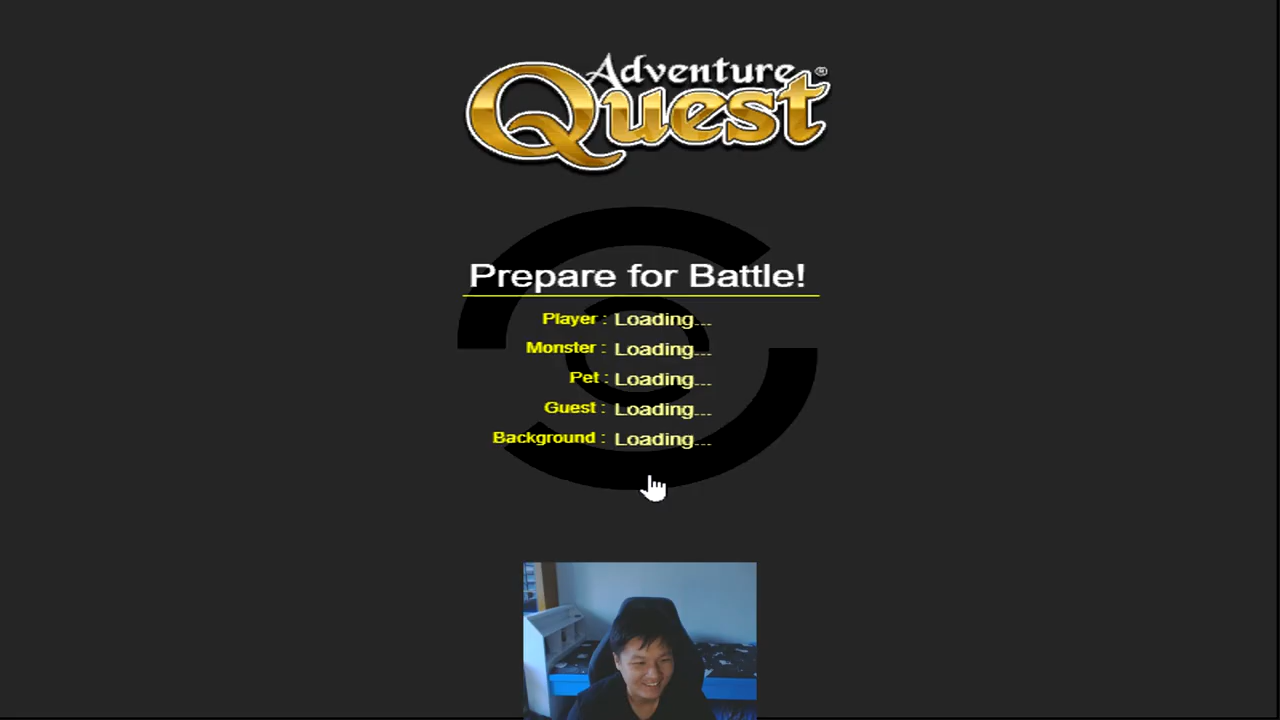 Adventure
Quest®
Prepare for Battle!
Player : Loading...
Monster : Loading...
Pet : Loading...
Guest : Loading...
Background : Loading...